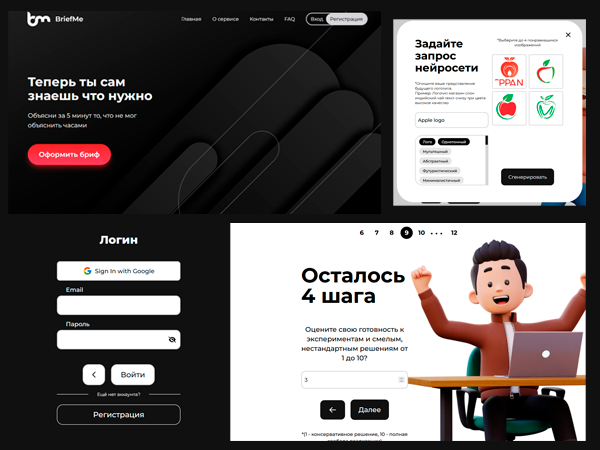 bm BriefMe
Главная О сервисе Контакты FAQ Вход Регистрация
Теперь ты сам
знаешь что нужно
Объясни за 5 минут то, что не мог
объяснить часами
Оформить бриф
Задайте
запрос
нейросети
*Опишите ваше представление
будущего логотипа.
Пример: Логотип магазин слон
индийский чай текст снизу три цвета
высокое качество
Apple logo
Лого Однотонный
Мультяшный
Абстрактный
Футуристический
Минималистичный
*Выберите до 4 понравившихся
изображений
PPAN
Сгенерировать
Логин
Sign In with Google
Email
Пароль
Войти
Ещё нет аккаунта?
Регистрация
6 7 8 9 10 • • • 12
Осталось
4 шага
Оцените свою готовность к
экспериментам и смелым,
нестандартным решениям от
1 до 10?
3
Далее
*(1 - консервативное решение, 10 - полная